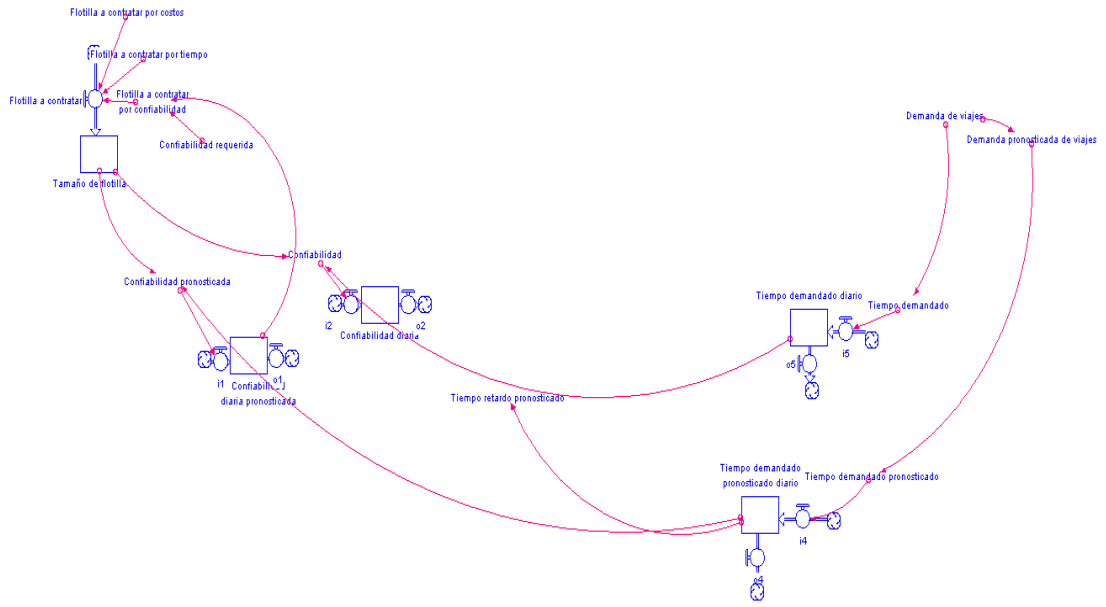 Flotilla a contratar por costos
Flotilla a contratar por tiempo
Flotilla a contratar
Flotilla a contratar
por confiabilidad
Confiabilidad requerida
Tamaño de flotilla
Demanda de viajes
Demanda pronosticada de viajes
Confiabilidad
Confiabilidad pronosticada
i2
o2
Confiabilidad diaria
Tiempo demandado diario
Tiempo demandado
i5
o5
i1
o1
Confiabilidad
diaria pronosticada
Tiempo retardo pronosticado
Tiempo demandado
pronosticado diario
Tiempo demandado pronosticado
i4
o4